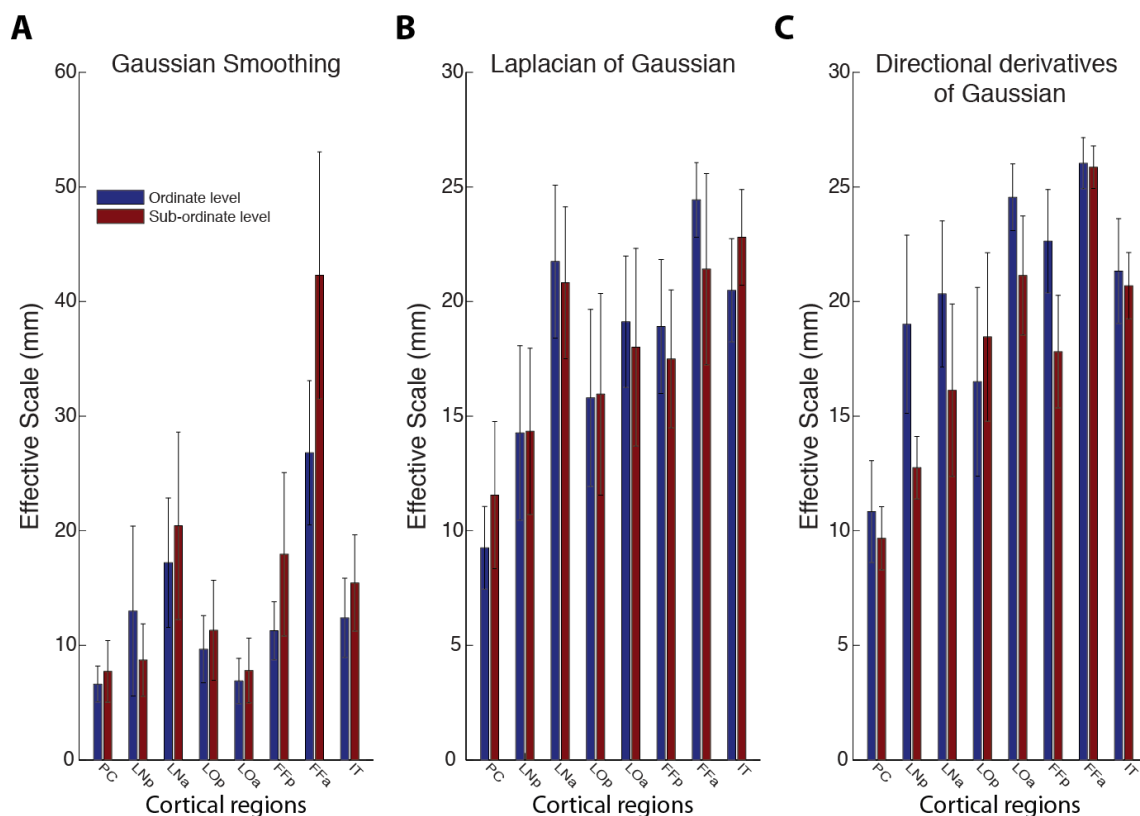 A
Gaussian Smoothing
60
50
40
30
20
10
0
Effective Scale (mm)
Ordinate level
Sub-ordinate level
PC
LNp
LNa
LOp
LOa
FFp
FFa
IT
Cortical regions
B
Laplacian of Gaussian
30
25
20
15
10
5
0
Effective Scale (mm)
PC
LNp
LNa
LOp
LOa
FFp
FFa
IT
Cortical regions
C
Directional derivatives
of Gaussian
30
25
20
15
10
5
0
Effective Scale (mm)
PC
LNp
LNa
LOp
LOa
FFp
FFa
IT
Cortical regions